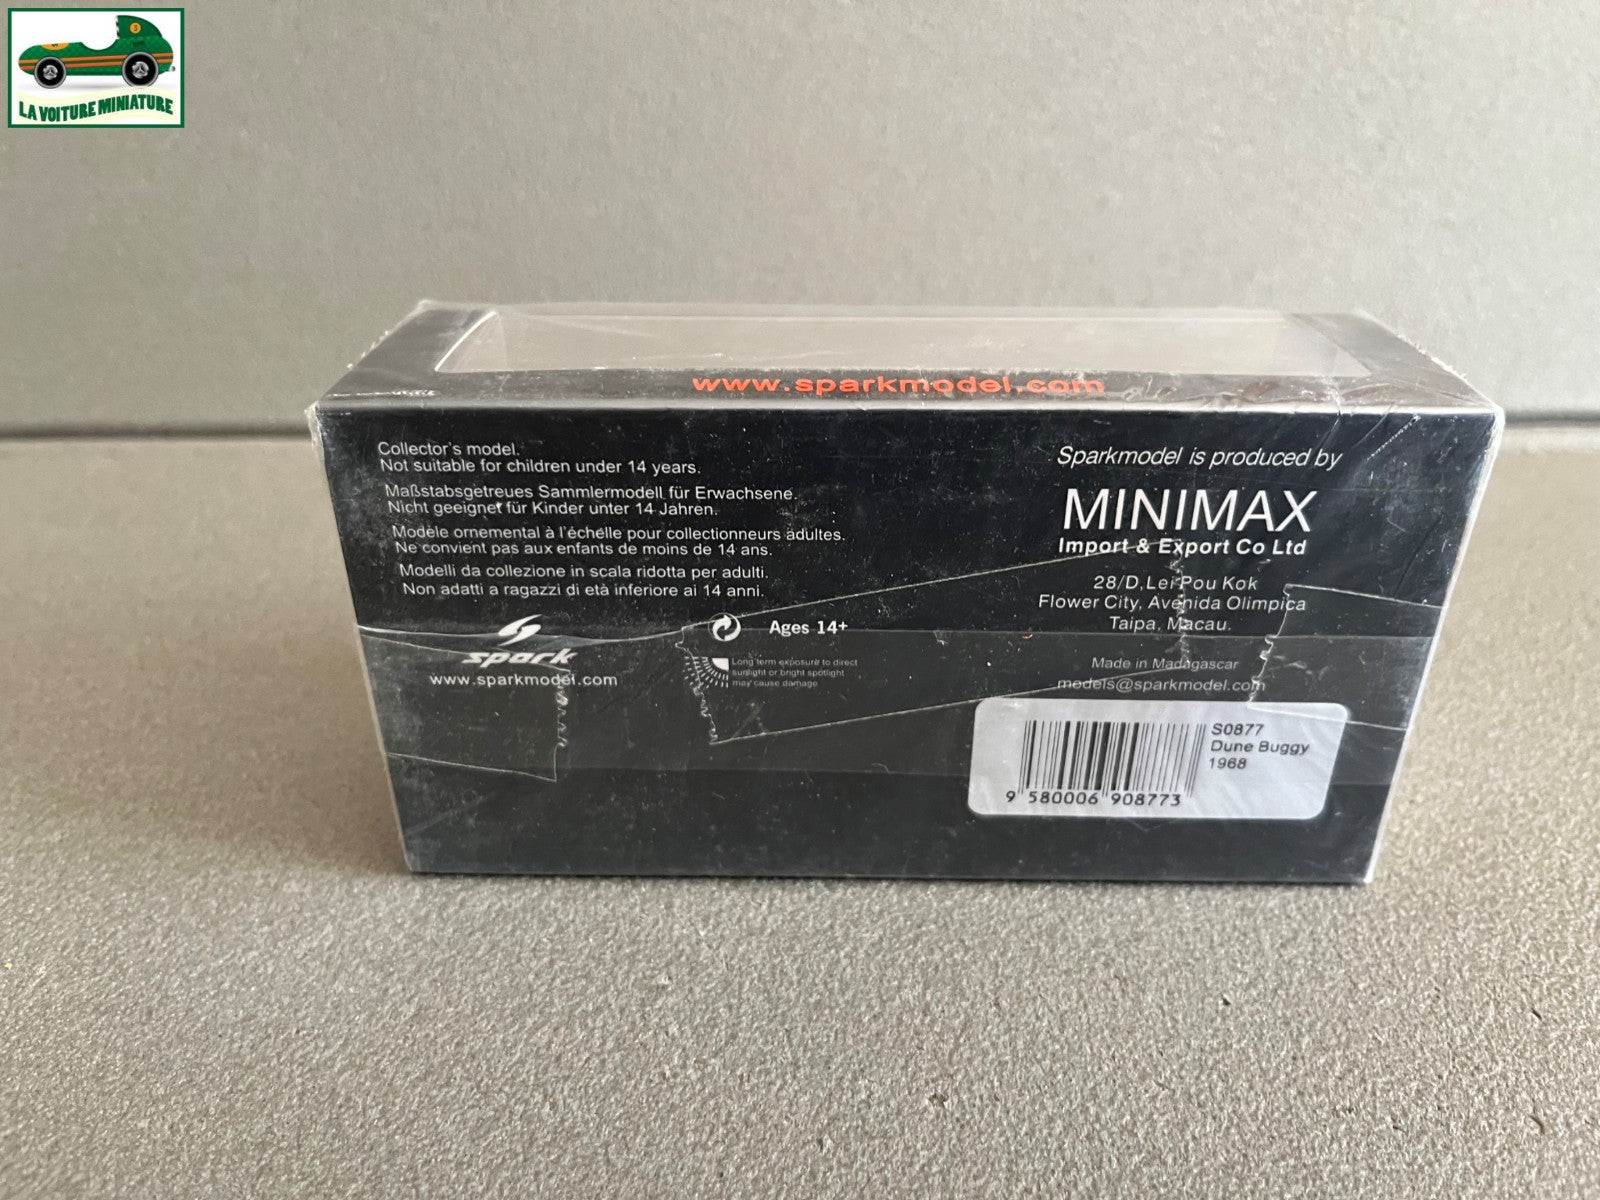 LA VOITURE MINIATURE
www.sparkmodel.com
Collector's model.
Not suitable for children under 14 years.
Maßstabsgetreues Sammlermodell für Erwachsene.
Nicht geeignet für Kinder unter 14 Jahren.
Modèle ornemental à l'échelle pour collectionneurs adultes.
Ne convient pas aux enfants de moins de 14 ans.
Modelli da collezione in scala ridotta per adulti.
Non adatti a ragazzi di età inferiore ai 14 anni.
spark
www.sparkmodel.com
Ages 14+
Long term exposure to direct
sunlight or bright spotlight
may cause damage
Sparkmodel is produced by
MINIMAX
Import & Export Co Ltd
28/D, Lei Pou Kok
Flower City, Avenida Olimpica
Taipa, Macau.
Made in Madagascar
models@sparkmodel.com
S0877
Dune Buggy
1968
9 580006 908773